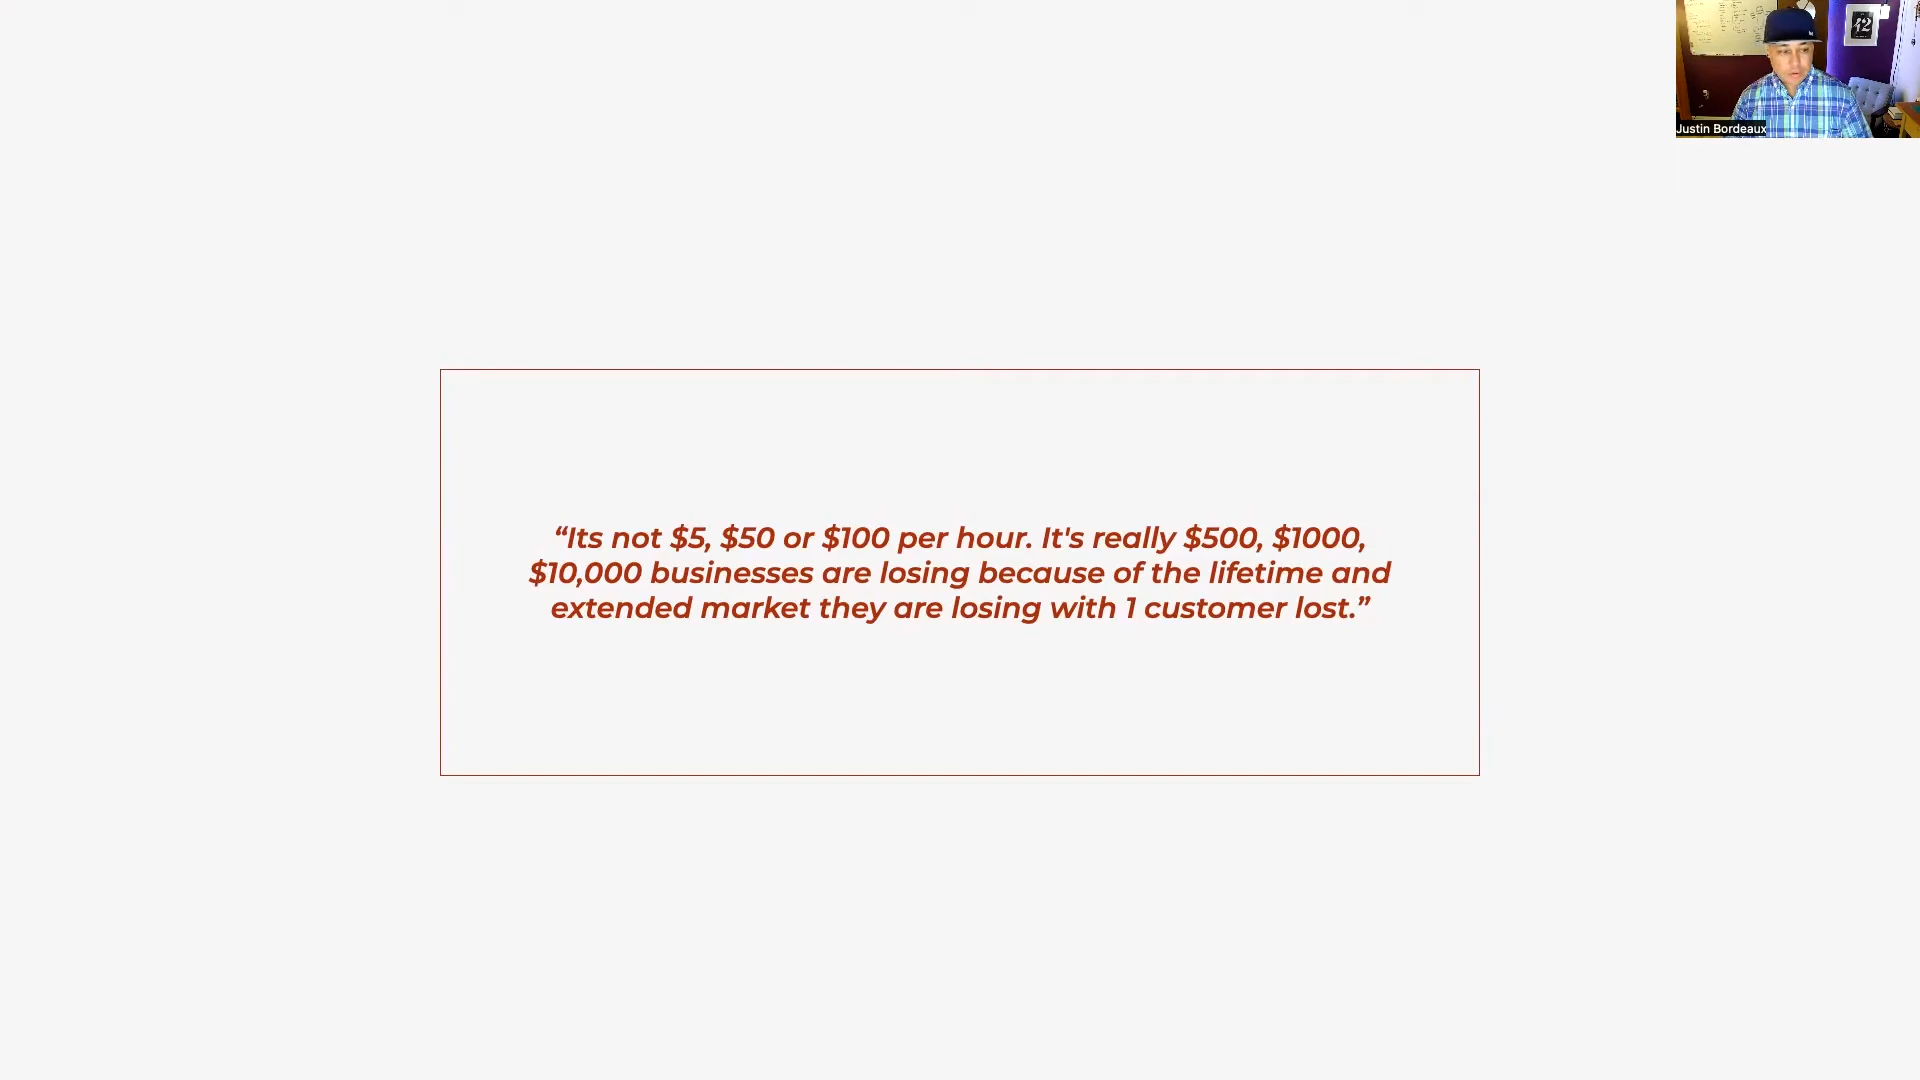 42
Justin Bordeaux
“Its not $5, $50 or $100 per hour. It's really $500, $1000,
$10,000 businesses are losing because of the lifetime and
extended market they are losing with 1 customer lost.”